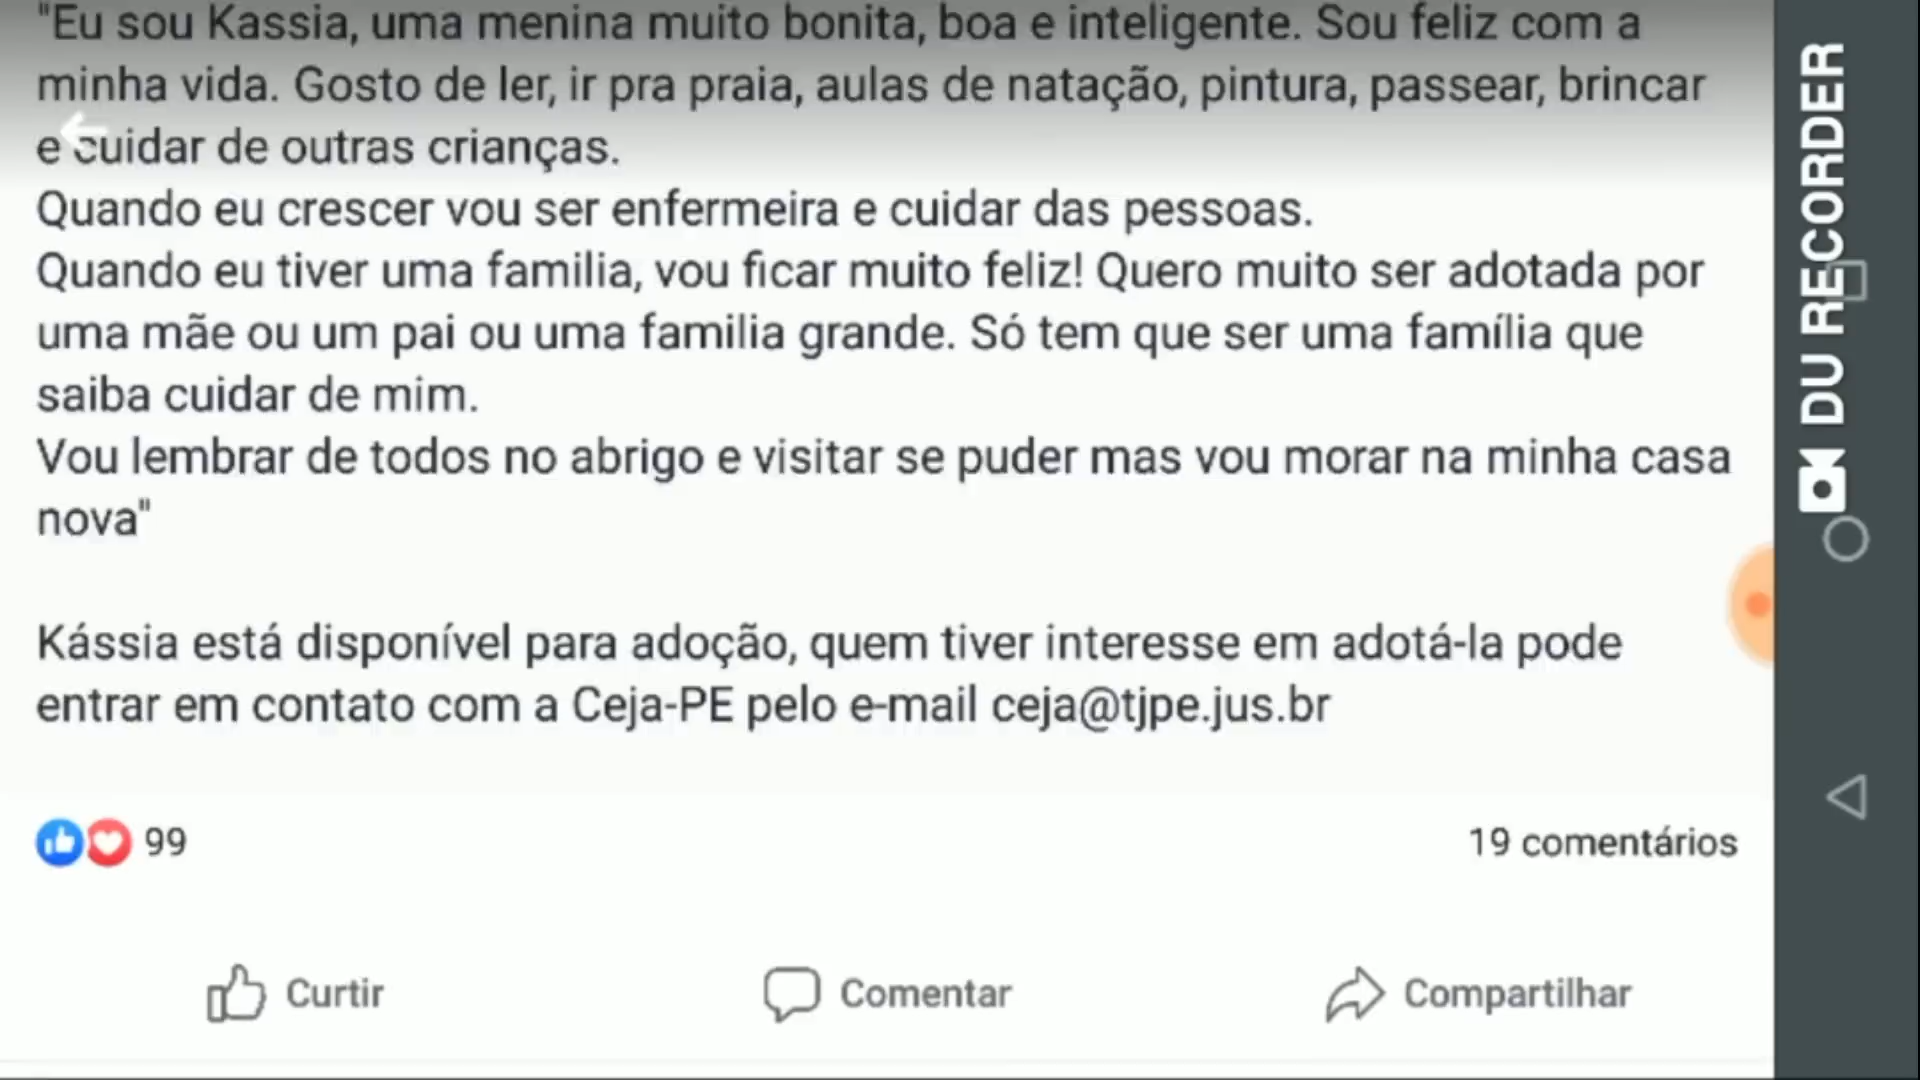 "Eu sou Kassia, uma menina muito bonita, boa e inteligente. Sou feliz com a
minha vida. Gosto de ler, ir pra praia, aulas de natação, pintura, passear, brincar
e cuidar de outras crianças.
Quando eu crescer vou ser enfermeira e cuidar das pessoas.
Quando eu tiver uma familia, vou ficar muito feliz! Quero muito ser adotada por
uma mãe ou um pai ou uma familia grande. Só tem que ser uma família que
saiba cuidar de mim.
Vou lembrar de todos no abrigo e visitar se puder mas vou morar na minha casa
nova"
Kássia está disponível para adoção, quem tiver interesse em adotá-la pode
entrar em contato com a Ceja-PE pelo e-mail ceja@tjpe.jus.br
99
19 comentários
Curtir
Comentar
Compartilhar
DU RECORDER